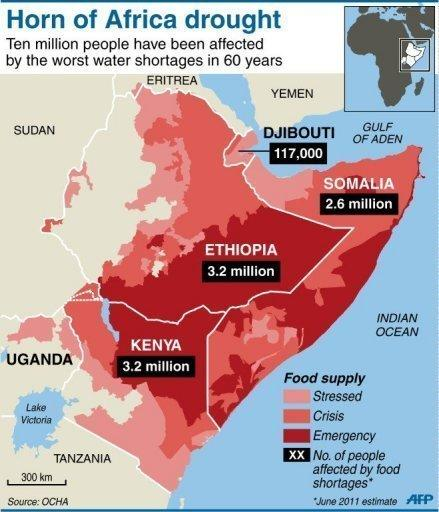 Horn of Africa drought
Ten million people have been affected
by the worst water shortages in 60 years
ERITREA
YEMEN
SUDAN
DJIBOUTI
117,000
GULF
OF ADEN
SOMALIA
2.6 million
ETHIOPIA
3.2 million
INDIAN
OCEAN
KENYA
3.2 million
UGANDA
Lake
Victoria
TANZANIA
300 km
Food supply
Stressed
Crisis
Emergency
XX No. of people
affected by food
shortages*
Source: OCHA
*June 2011 estimate
AFP